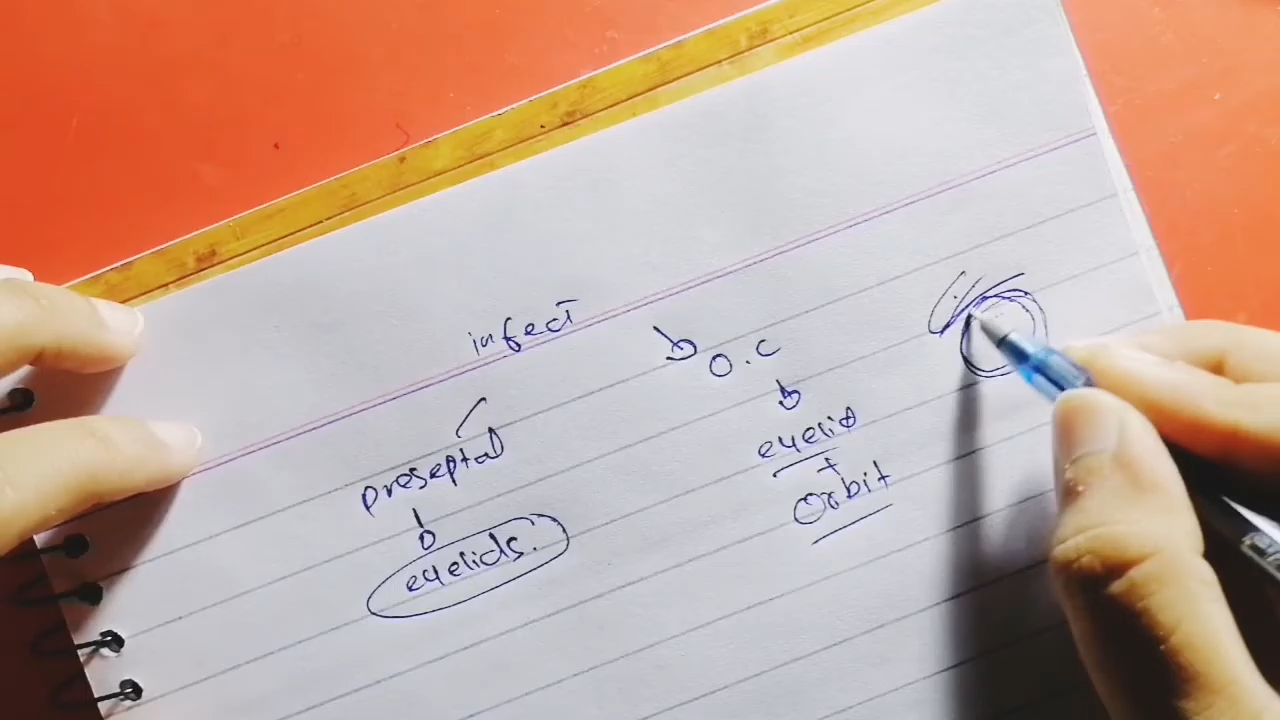 infect
O.C
preseptal
eyelid
+
orbit
eyelids.